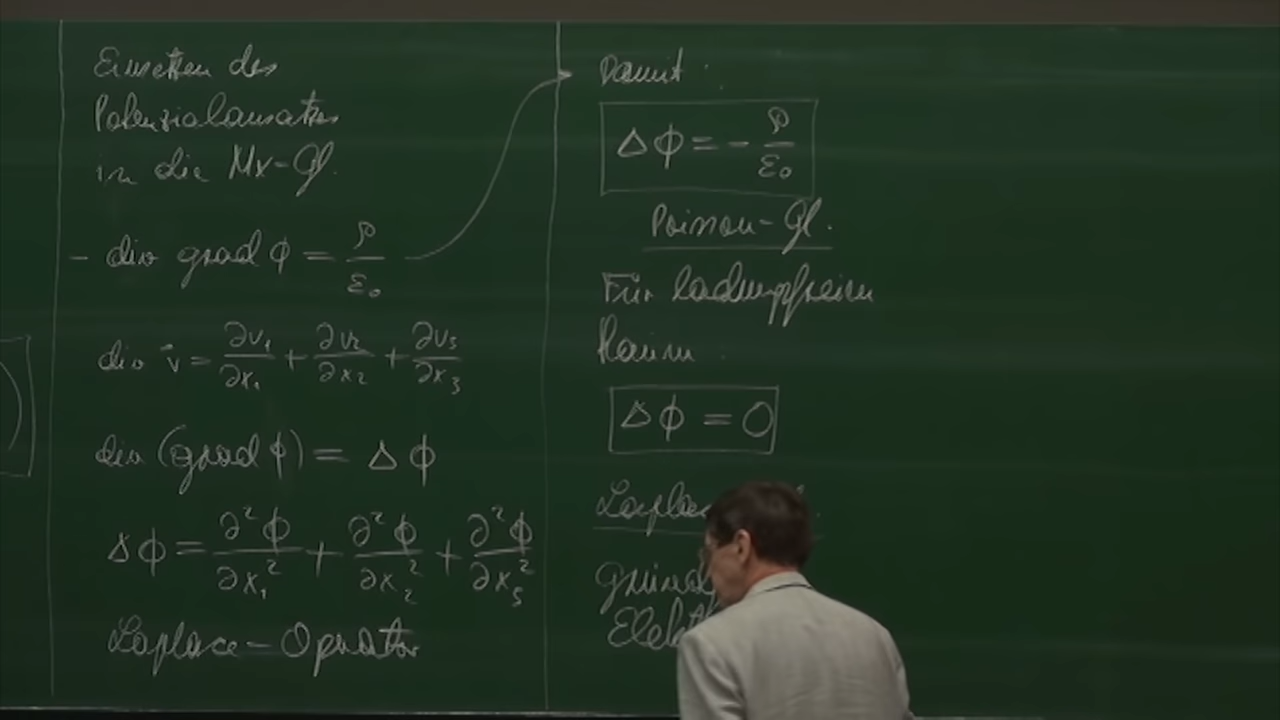 Einsetzen des
Potenzialansatzes
in die Mx-Gl.
- div grad ϕ = ρ/ε₀
div v⃗ = ∂v₁/∂x₁ + ∂v₂/∂x₂ + ∂v₃/∂x₃
div (grad ϕ) = Δϕ
Δϕ = ∂²ϕ/∂x₁² + ∂²ϕ/∂x₂² + ∂²ϕ/∂x₃²
Laplace-Operator
Damit:
Δϕ = - ρ/ε₀
Poisson-Gl.
Für ladungsfreien
Raum:
Δϕ = 0